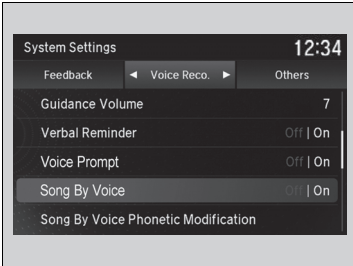 System Settings 12:34
Feedback ◄ Voice Reco. ► Others
Guidance Volume 7
Verbal Reminder Off | On
Voice Prompt Off | On
Song By Voice Off | On
Song By Voice Phonetic Modification